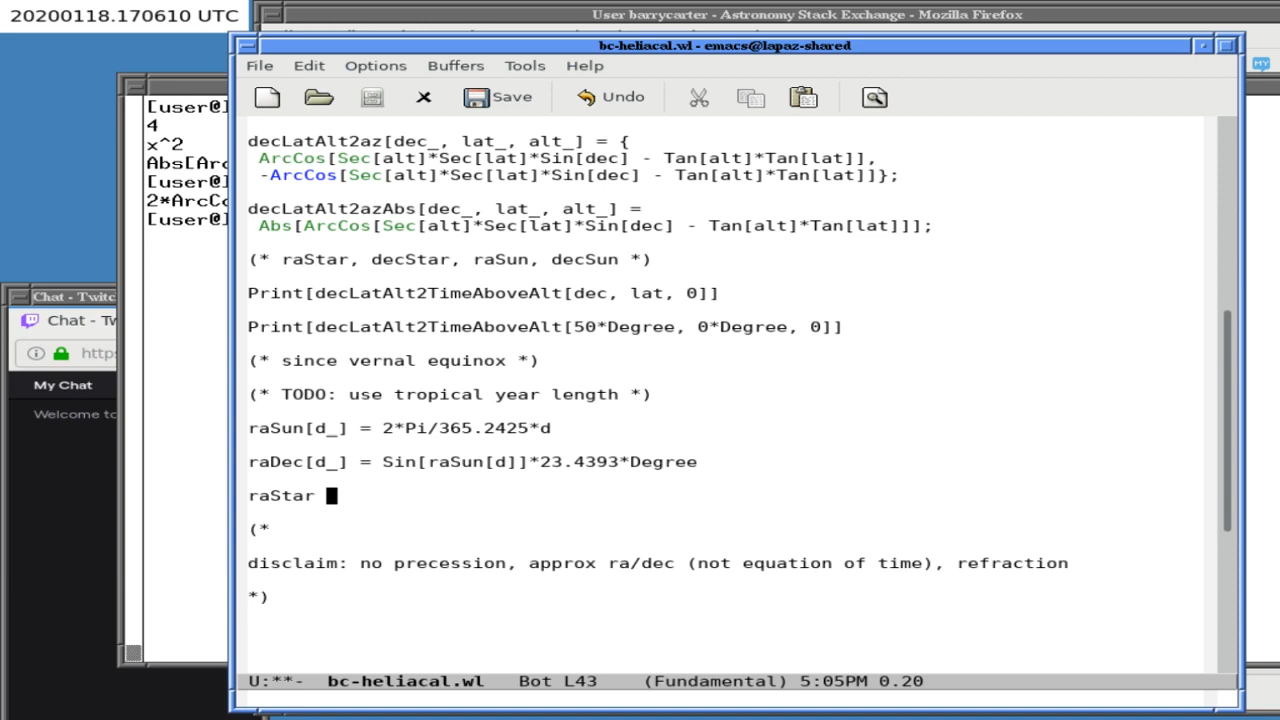 20200118.170610 UTC
User barrycarter - Astronomy Stack Exchange - Mozilla Firefox
bc-heliacal.wl - emacs@lapaz-shared
File Edit Options Buffers Tools Help
Save Undo
MY
[user@]
4
x^2
Abs[Arc
[user@]
2*ArcCo
[user@]
Chat - Twitc
Chat - Tw
https
My Chat
Welcome to
decLatAlt2az[dec_, lat_, alt_] = {
ArcCos[Sec[alt]*Sec[lat]*Sin[dec] - Tan[alt]*Tan[lat]],
-ArcCos[Sec[alt]*Sec[lat]*Sin[dec] - Tan[alt]*Tan[lat]]};
decLatAlt2azAbs[dec_, lat_, alt_] =
Abs[ArcCos[Sec[alt]*Sec[lat]*Sin[dec] - Tan[alt]*Tan[lat]]];
(* raStar, decStar, raSun, decSun *)
Print[decLatAlt2TimeAboveAlt[dec, lat, 0]]
Print[decLatAlt2TimeAboveAlt[50*Degree, 0*Degree, 0]]
(* since vernal equinox *)
(* TODO: use tropical year length *)
raSun[d_] = 2*Pi/365.2425*d
raDec[d_] = Sin[raSun[d]]*23.4393*Degree
raStar
(*
disclaim: no precession, approx ra/dec (not equation of time), refraction
*)
U:**- bc-heliacal.wl Bot L43 (Fundamental) 5:05PM 0.20